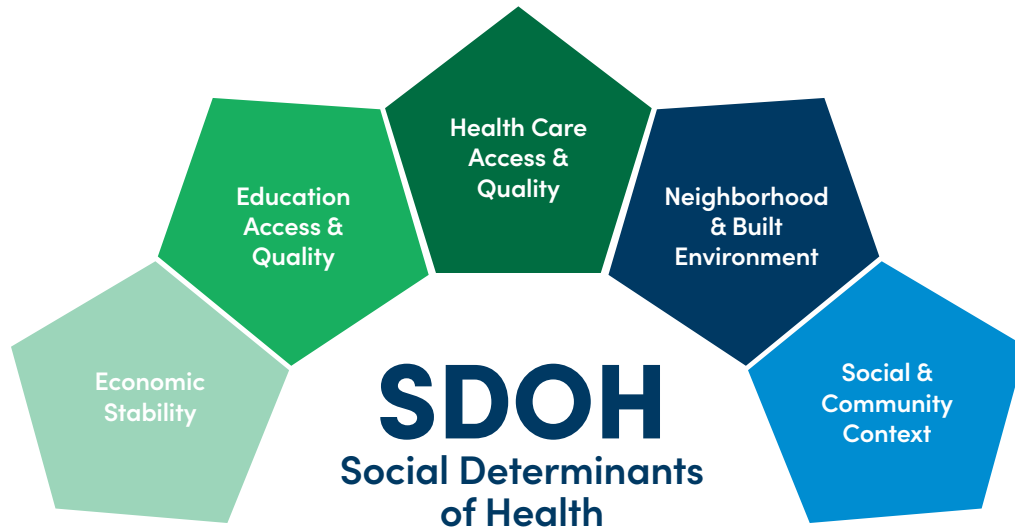 Health Care
Access &
Quality
Education
Access &
Quality
Neighborhood
& Built
Environment
Economic
Stability
Social &
Community
Context
SDOH
Social Determinants
of Health